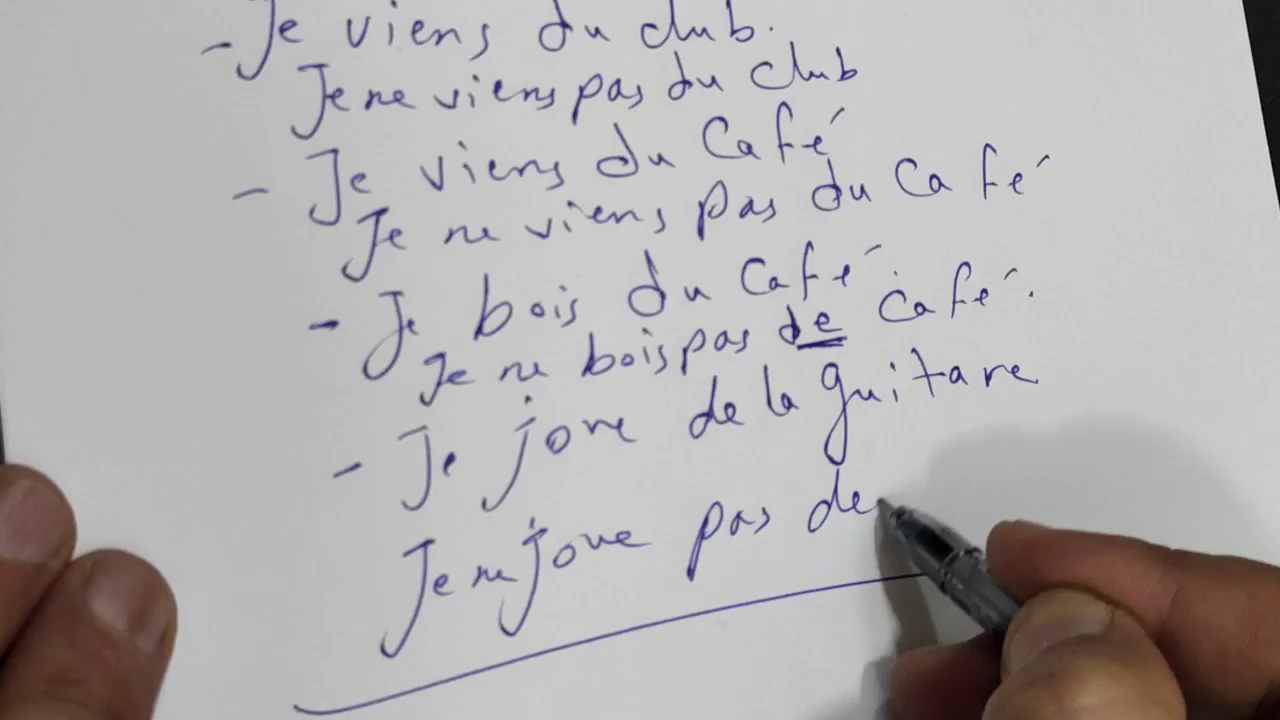 - Je viens du club.
Je ne viens pas du club
- Je viens du Café
Je ne viens pas du Café
- Je bois du Café
Je ne bois pas de café.
- Je joue de la guitare
Je ne joue pas de